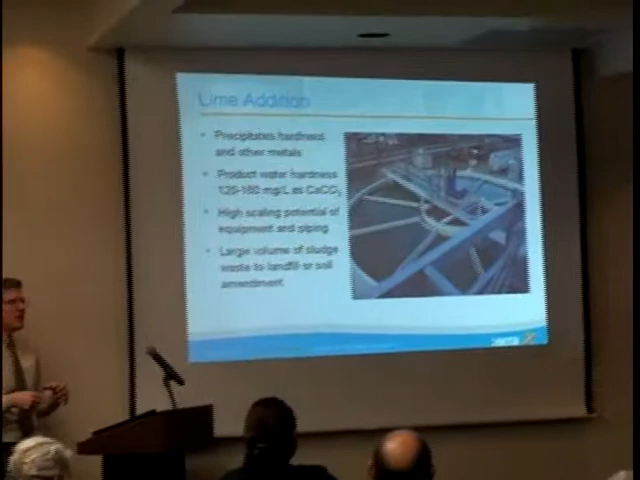 Lime Addition
• Precipitates hardness
and other metals
• Product water hardness
120-180 mg/L as CaCO3
• High scaling potential of
equipment and piping
• Large volume of sludge
waste to landfill or soil
amendment